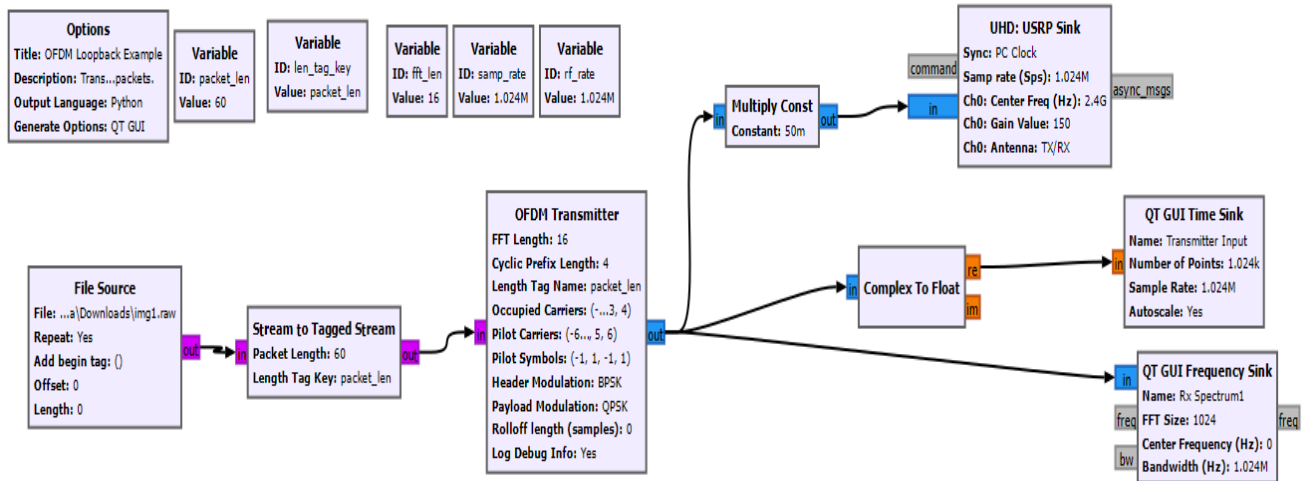 Options
Title: OFDM Loopback Example
Description: Trans...packets.
Output Language: Python
Generate Options: QT GUI
Variable
ID: packet_len
Value: 60
Variable
ID: len_tag_key
Value: packet_len
Variable
ID: fft_len
Value: 16
Variable
ID: samp_rate
Value: 1.024M
Variable
ID: rf_rate
Value: 1.024M
UHD: USRP Sink
Sync: PC Clock
Samp rate (Sps): 1.024M
Ch0: Center Freq (Hz): 2.4G
Ch0: Gain Value: 150
Ch0: Antenna: TX/RX
command
in
async_msgs
Multiply Const
Constant: 50m
in
out
OFDM Transmitter
FFT Length: 16
Cyclic Prefix Length: 4
Length Tag Name: packet_len
Occupied Carriers: (-...3, 4)
Pilot Carriers: (-6..., 5, 6)
Pilot Symbols: (-1, 1, -1, 1)
Header Modulation: BPSK
Payload Modulation: QPSK
Rolloff length (samples): 0
Log Debug Info: Yes
in
out
QT GUI Time Sink
Name: Transmitter Input
Number of Points: 1.024k
Sample Rate: 1.024M
Autoscale: Yes
in
Complex To Float
in
re
im
File Source
File: ...a\Downloads\img1.raw
Repeat: Yes
Add begin tag: ()
Offset: 0
Length: 0
out
Stream to Tagged Stream
Packet Length: 60
Length Tag Key: packet_len
in
out
QT GUI Frequency Sink
Name: Rx Spectrum1
FFT Size: 1024
Center Frequency (Hz): 0
Bandwidth (Hz): 1.024M
in
freq
bw
freq